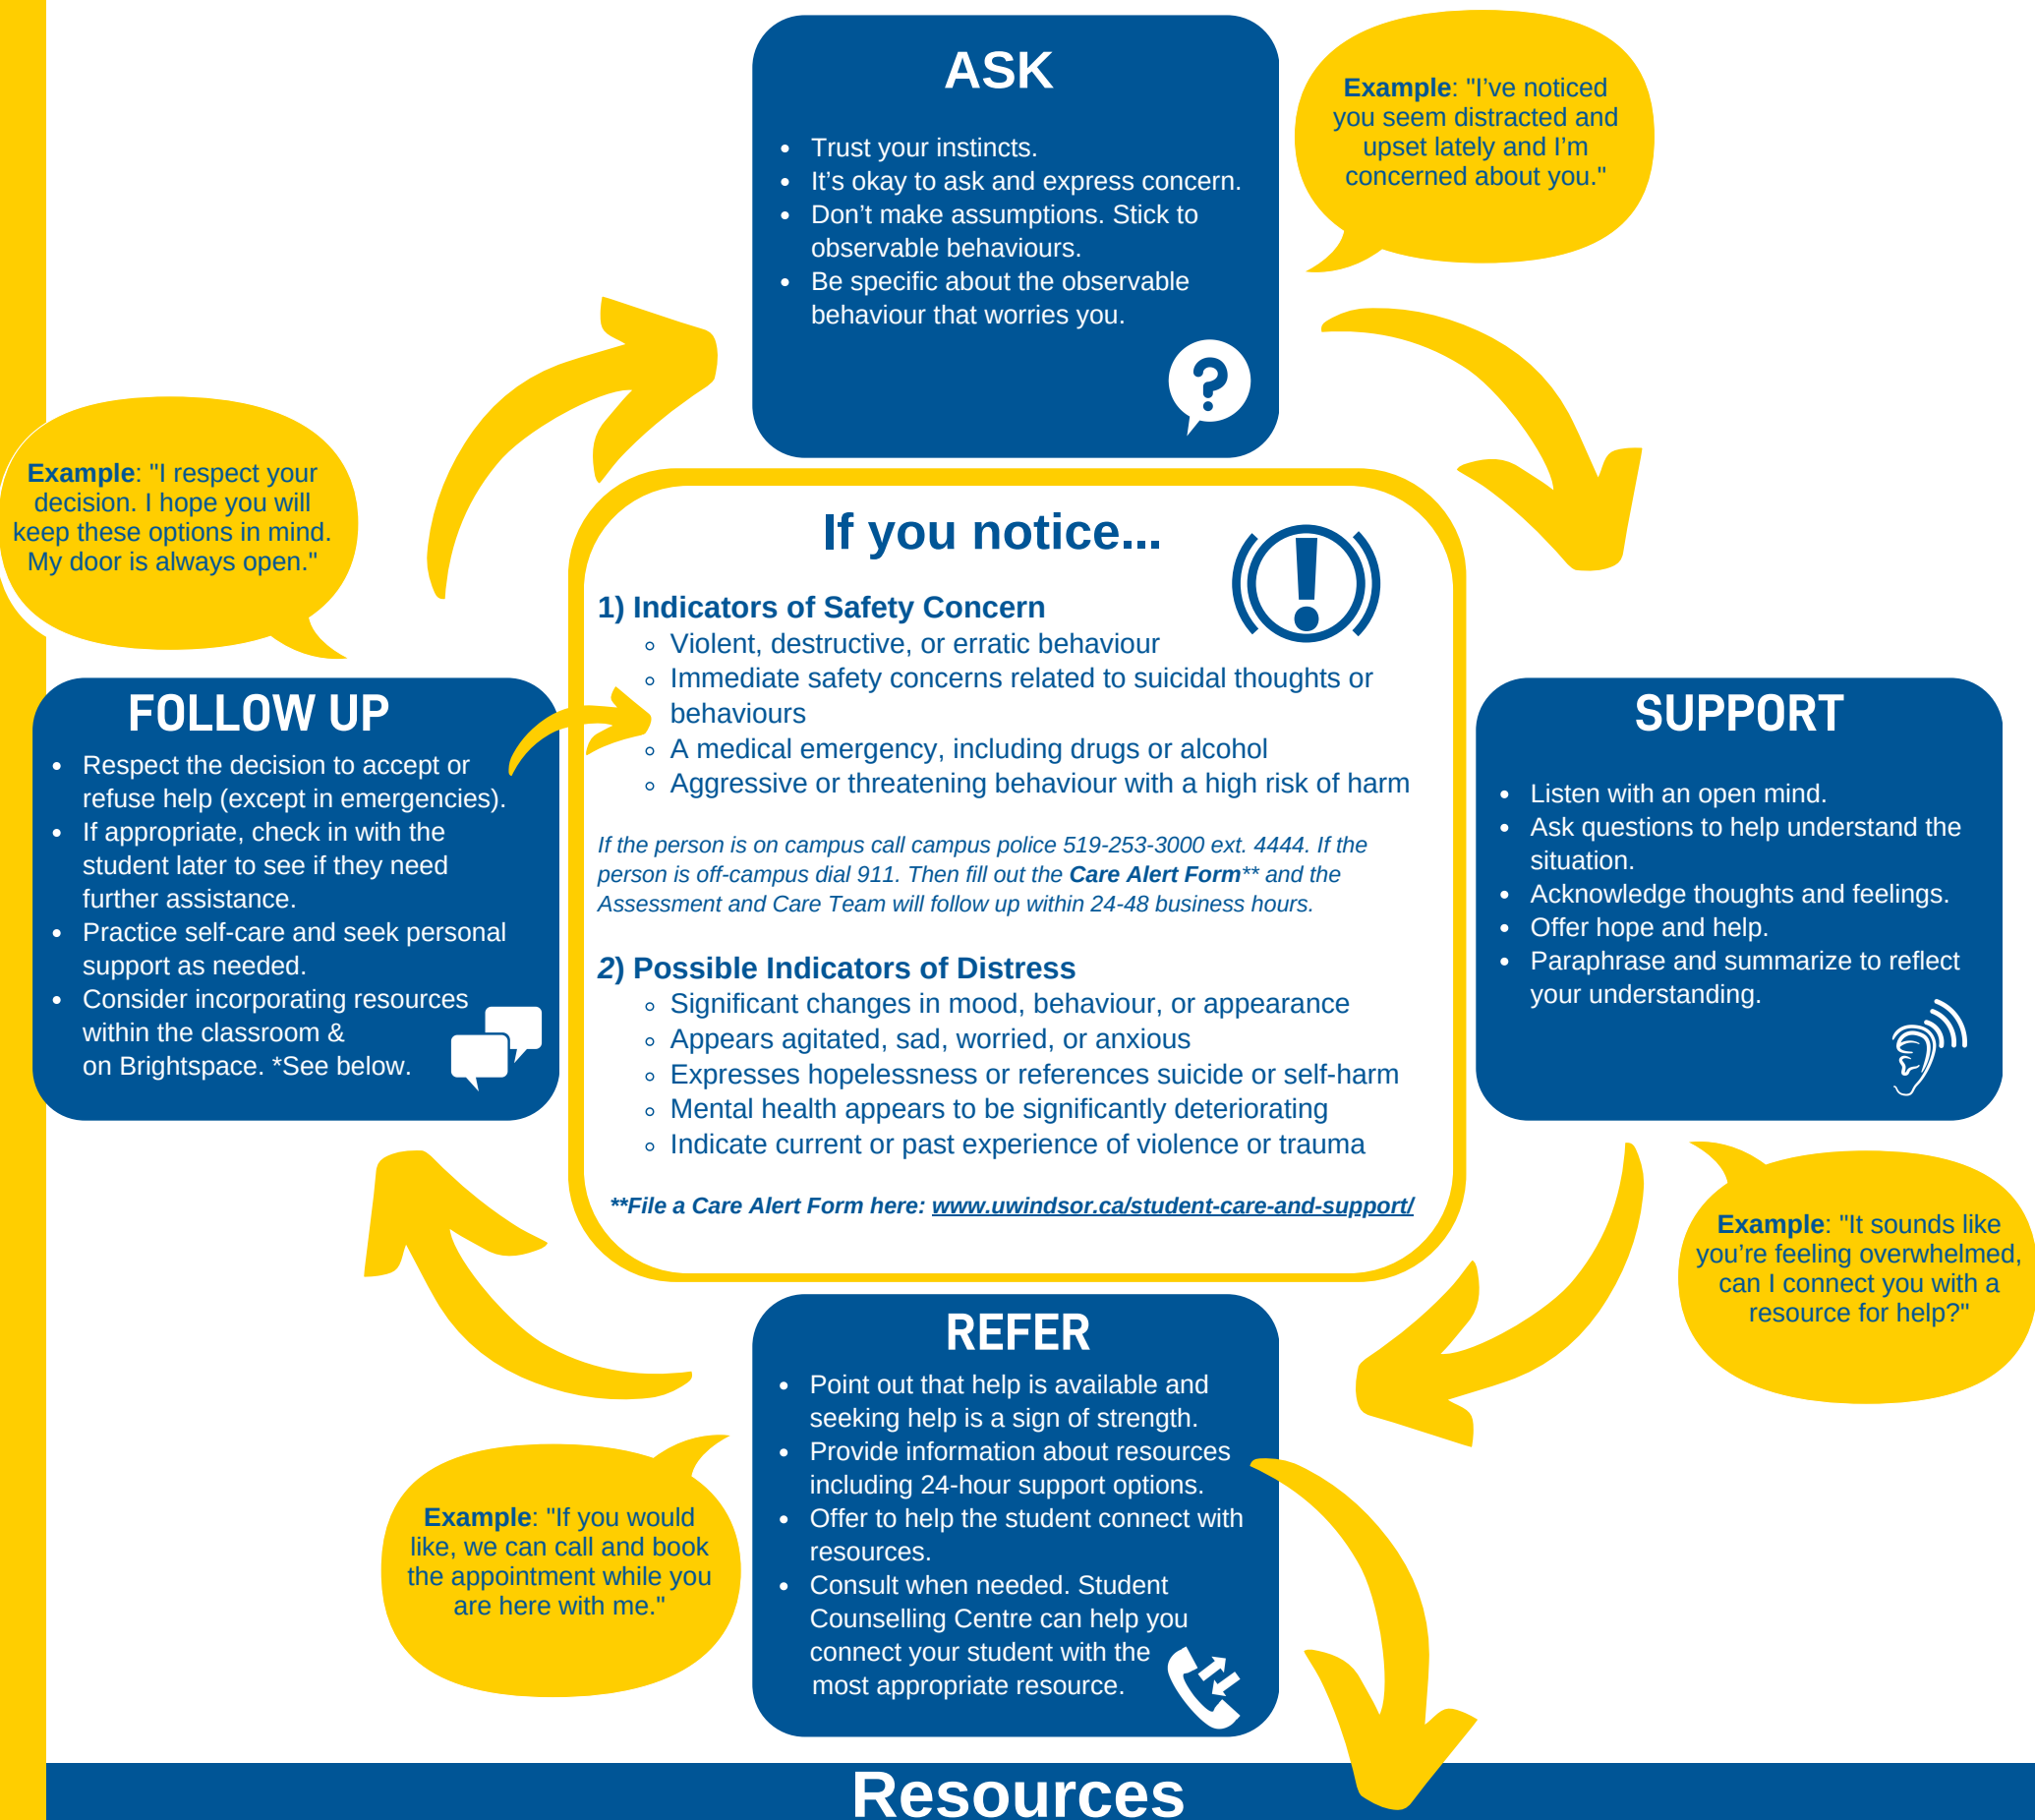 ASK
• Trust your instincts.
• It’s okay to ask and express concern.
• Don’t make assumptions. Stick to
observable behaviours.
• Be specific about the observable
behaviour that worries you.
?
Example: "I’ve noticed
you seem distracted and
upset lately and I’m
concerned about you."
Example: "I respect your
decision. I hope you will
keep these options in mind.
My door is always open."
If you notice...
!
1) Indicators of Safety Concern
◦ Violent, destructive, or erratic behaviour
◦ Immediate safety concerns related to suicidal thoughts or
behaviours
◦ A medical emergency, including drugs or alcohol
◦ Aggressive or threatening behaviour with a high risk of harm
If the person is on campus call campus police 519-253-3000 ext. 4444. If the
person is off-campus dial 911. Then fill out the Care Alert Form** and the
Assessment and Care Team will follow up within 24-48 business hours.
2) Possible Indicators of Distress
◦ Significant changes in mood, behaviour, or appearance
◦ Appears agitated, sad, worried, or anxious
◦ Expresses hopelessness or references suicide or self-harm
◦ Mental health appears to be significantly deteriorating
◦ Indicate current or past experience of violence or trauma
**File a Care Alert Form here: www.uwindsor.ca/student-care-and-support/
FOLLOW UP
• Respect the decision to accept or
refuse help (except in emergencies).
• If appropriate, check in with the
student later to see if they need
further assistance.
• Practice self-care and seek personal
support as needed.
• Consider incorporating resources
within the classroom &
on Brightspace. *See below.
SUPPORT
• Listen with an open mind.
• Ask questions to help understand the
situation.
• Acknowledge thoughts and feelings.
• Offer hope and help.
• Paraphrase and summarize to reflect
your understanding.
Example: "It sounds like
you’re feeling overwhelmed,
can I connect you with a
resource for help?"
REFER
• Point out that help is available and
seeking help is a sign of strength.
• Provide information about resources
including 24-hour support options.
• Offer to help the student connect with
resources.
• Consult when needed. Student
Counselling Centre can help you
connect your student with the
most appropriate resource.
Example: "If you would
like, we can call and book
the appointment while you
are here with me."
Resources